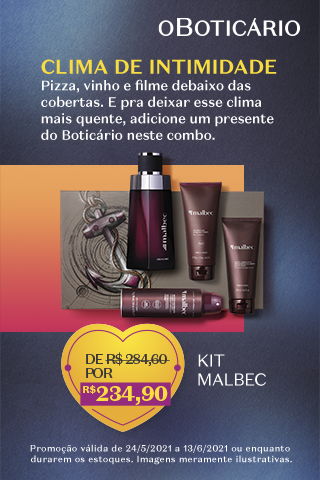 oBoticário
CLIMA DE INTIMIDADE
Pizza, vinho e filme debaixo das
cobertas. E pra deixar esse clima
mais quente, adicione um presente
do Boticário neste combo.
malbec
malbec
malbec
malbec
DE R$ 284,60
POR
R$234,90
KIT
MALBEC
Promoção válida de 24/5/2021 a 13/6/2021 ou enquanto
durarem os estoques. Imagens meramente ilustrativas.